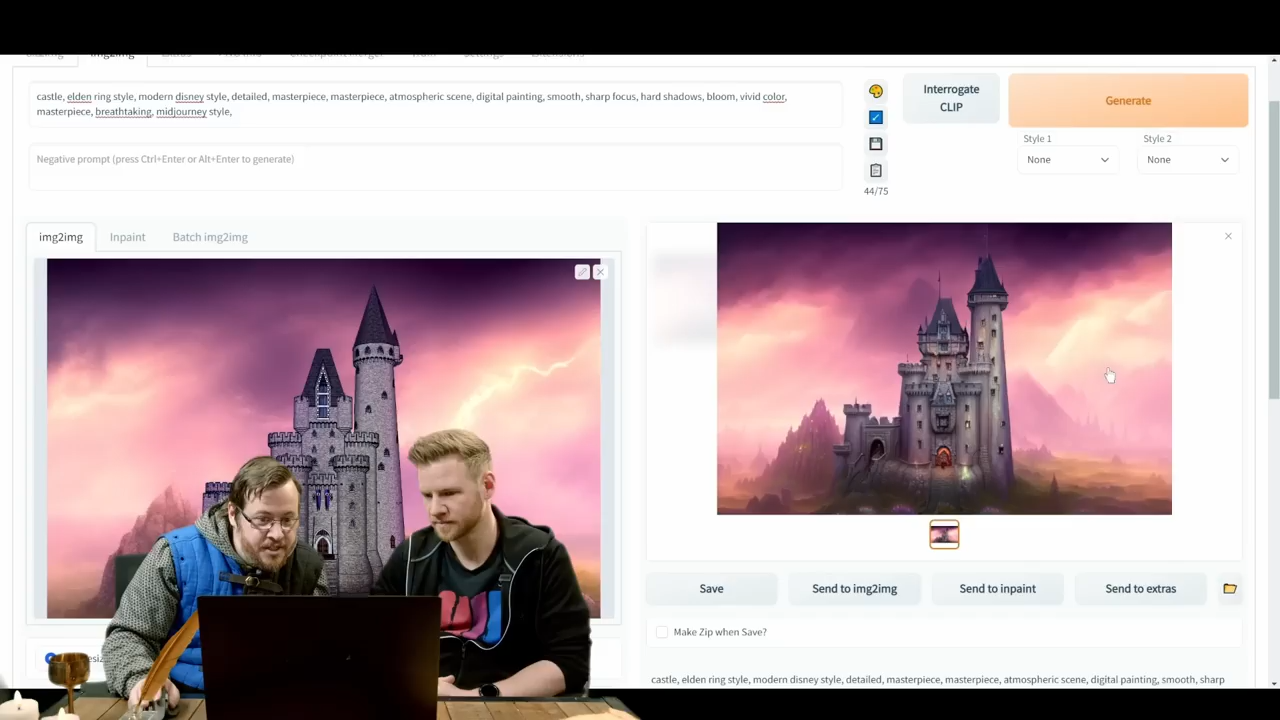 img2img
castle, elden ring style, modern disney style, detailed, masterpiece, masterpiece, atmospheric scene, digital painting, smooth, sharp focus, hard shadows, bloom, vivid color,
masterpiece, breathtaking, midjourney style,
Interrogate
CLIP
Generate
Style 1
Style 2
None
None
Negative prompt (press Ctrl+Enter or Alt+Enter to generate)
44/75
img2img
Inpaint
Batch img2img
Save
Send to img2img
Send to inpaint
Send to extras
Make Zip when Save?
castle, elden ring style, modern disney style, detailed, masterpiece, masterpiece, atmospheric scene, digital painting, smooth, sharp